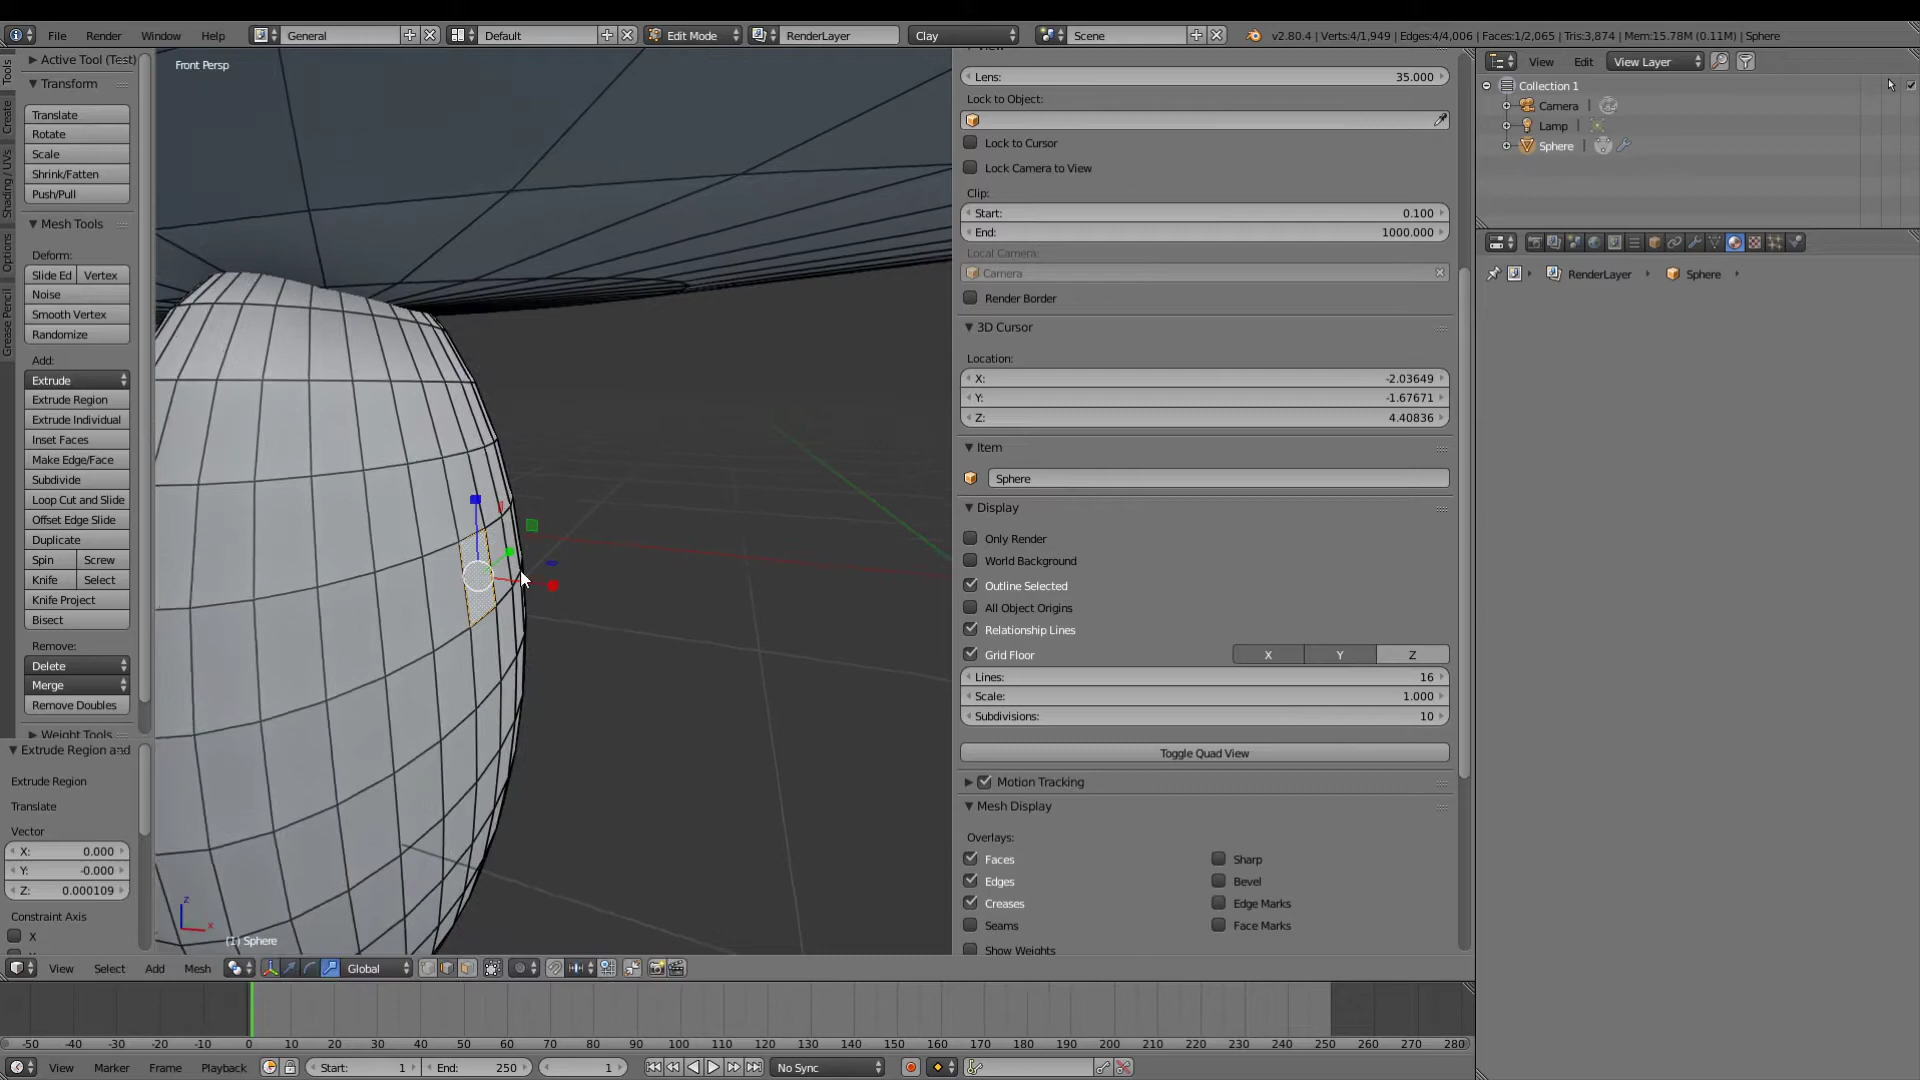 File Render Window Help General Default Edit Mode RenderLayer Clay Scene v2.80.4 | Verts:4/1,949 | Edges:4/4,006 | Faces:1/2,065 | Tris:3,874 | Mem:15.78M (0.11M) | Sphere
Tools
Create
Shading / UVs
Options
Grease Pencil
Active Tool (Test)
Transform
Translate
Rotate
Scale
Shrink/Fatten
Push/Pull
Mesh Tools
Deform:
Slide Ed Vertex
Noise
Smooth Vertex
Randomize
Add:
Extrude
Extrude Region
Extrude Individual
Inset Faces
Make Edge/Face
Subdivide
Loop Cut and Slide
Offset Edge Slide
Duplicate
Spin Screw
Knife Select
Knife Project
Bisect
Remove:
Delete
Merge
Remove Doubles
Weight Tools
Extrude Region and
Extrude Region
Translate
Vector
X: 0.000
Y: -0.000
Z: 0.000109
Constraint Axis
X
Front Persp
z
x
(1) Sphere
View
Lens: 35.000
Lock to Object:
Lock to Cursor
Lock Camera to View
Clip:
Start: 0.100
End: 1000.000
Local Camera:
Camera
Render Border
3D Cursor
Location:
X: -2.03649
Y: -1.67671
Z: 4.40836
Item
Sphere
Display
Only Render
World Background
Outline Selected
All Object Origins
Relationship Lines
Grid Floor X Y Z
Lines: 16
Scale: 1.000
Subdivisions: 10
Toggle Quad View
Motion Tracking
Mesh Display
Overlays:
Faces Sharp
Edges Bevel
Creases Edge Marks
Seams Face Marks
Show Weights
View Edit View Layer
Collection 1
Camera
Lamp
Sphere
RenderLayer Sphere
View Select Add Mesh Global
-50 -40 -30 -20 -10 0 10 20 30 40 50 60 70 80 90 100 110 120 130 140 150 160 170 180 190 200 210 220 230 240 250 260 270 280
View Marker Frame Playback Start: 1 End: 250 1 No Sync